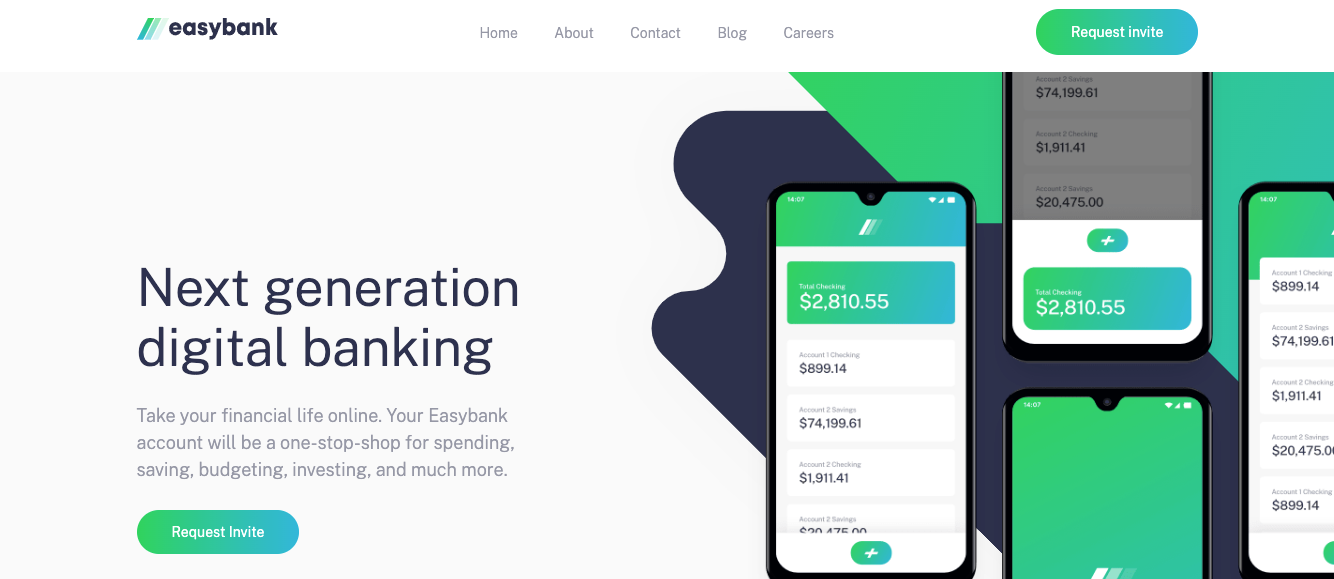 easybank
Home
About
Contact
Blog
Careers
Request invite
Next generation
digital banking
Take your financial life online. Your Easybank
account will be a one-stop-shop for spending,
saving, budgeting, investing, and much more.
Request Invite
14:07
Total Checking
$2,810.55
Account 1 Checking
$899.14
Account 2 Savings
$74,199.61
Account 2 Checking
$1,911.41
Account 2 Savings
$20,475.00
Account 2 Savings
$74,199.61
Account 2 Checking
$1,911.41
Account 2 Savings
$20,475.00
Total Checking
$2,810.55
14:07
14:07
Account 1 Checking
$899.14
Account 2 Savings
$74,199.61
Account 2 Checking
$1,911.41
Account 2 Savings
$20,475.00
Account 1 Checking
$899.14